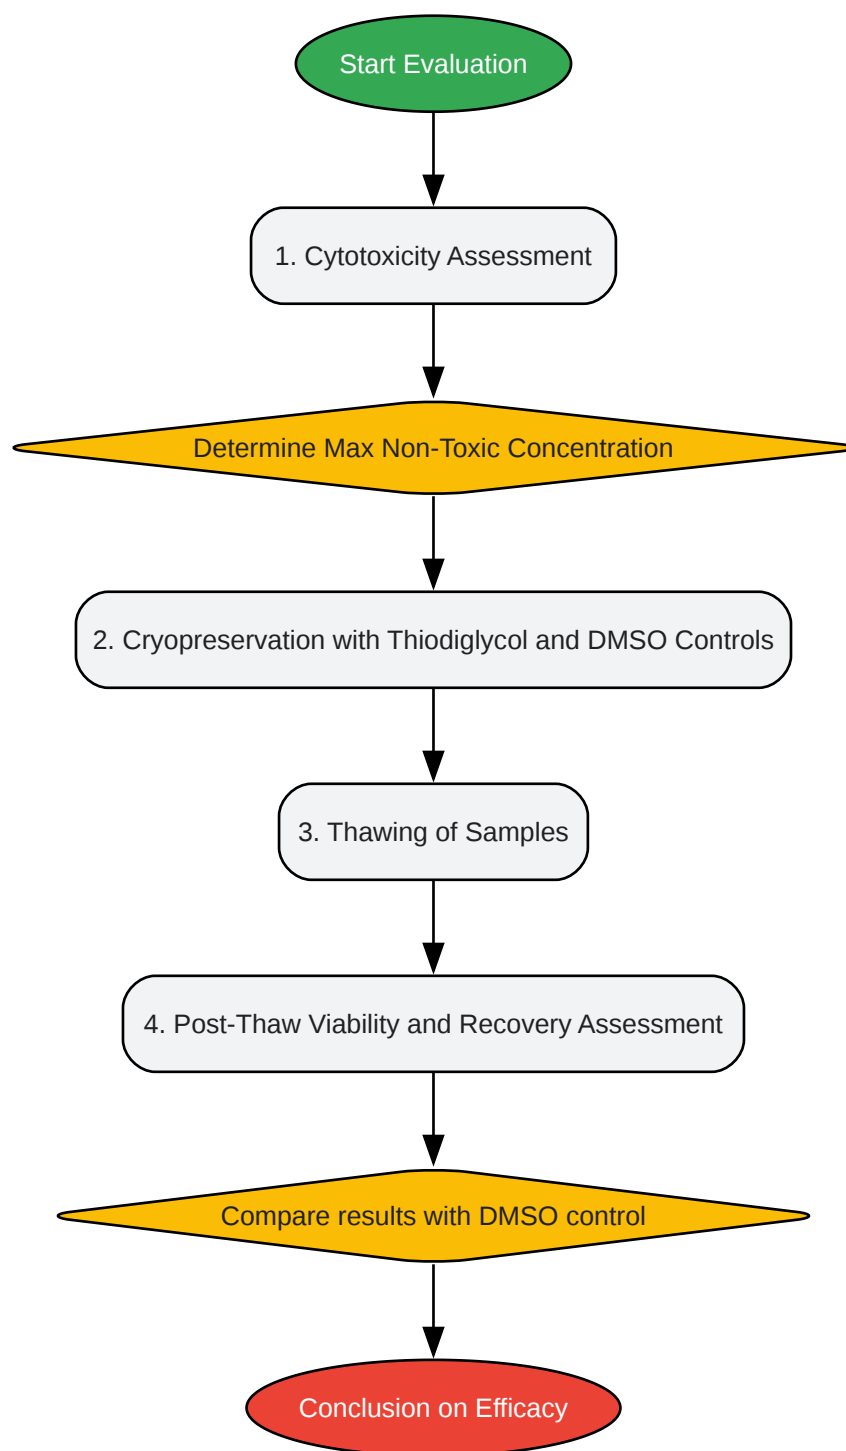 Start Evaluation
1. Cytotoxicity Assessment
Determine Max Non-Toxic Concentration
2. Cryopreservation with Thiodiglycol and DMSO Controls
3. Thawing of Samples
4. Post-Thaw Viability and Recovery Assessment
Compare results with DMSO control
Conclusion on Efficacy